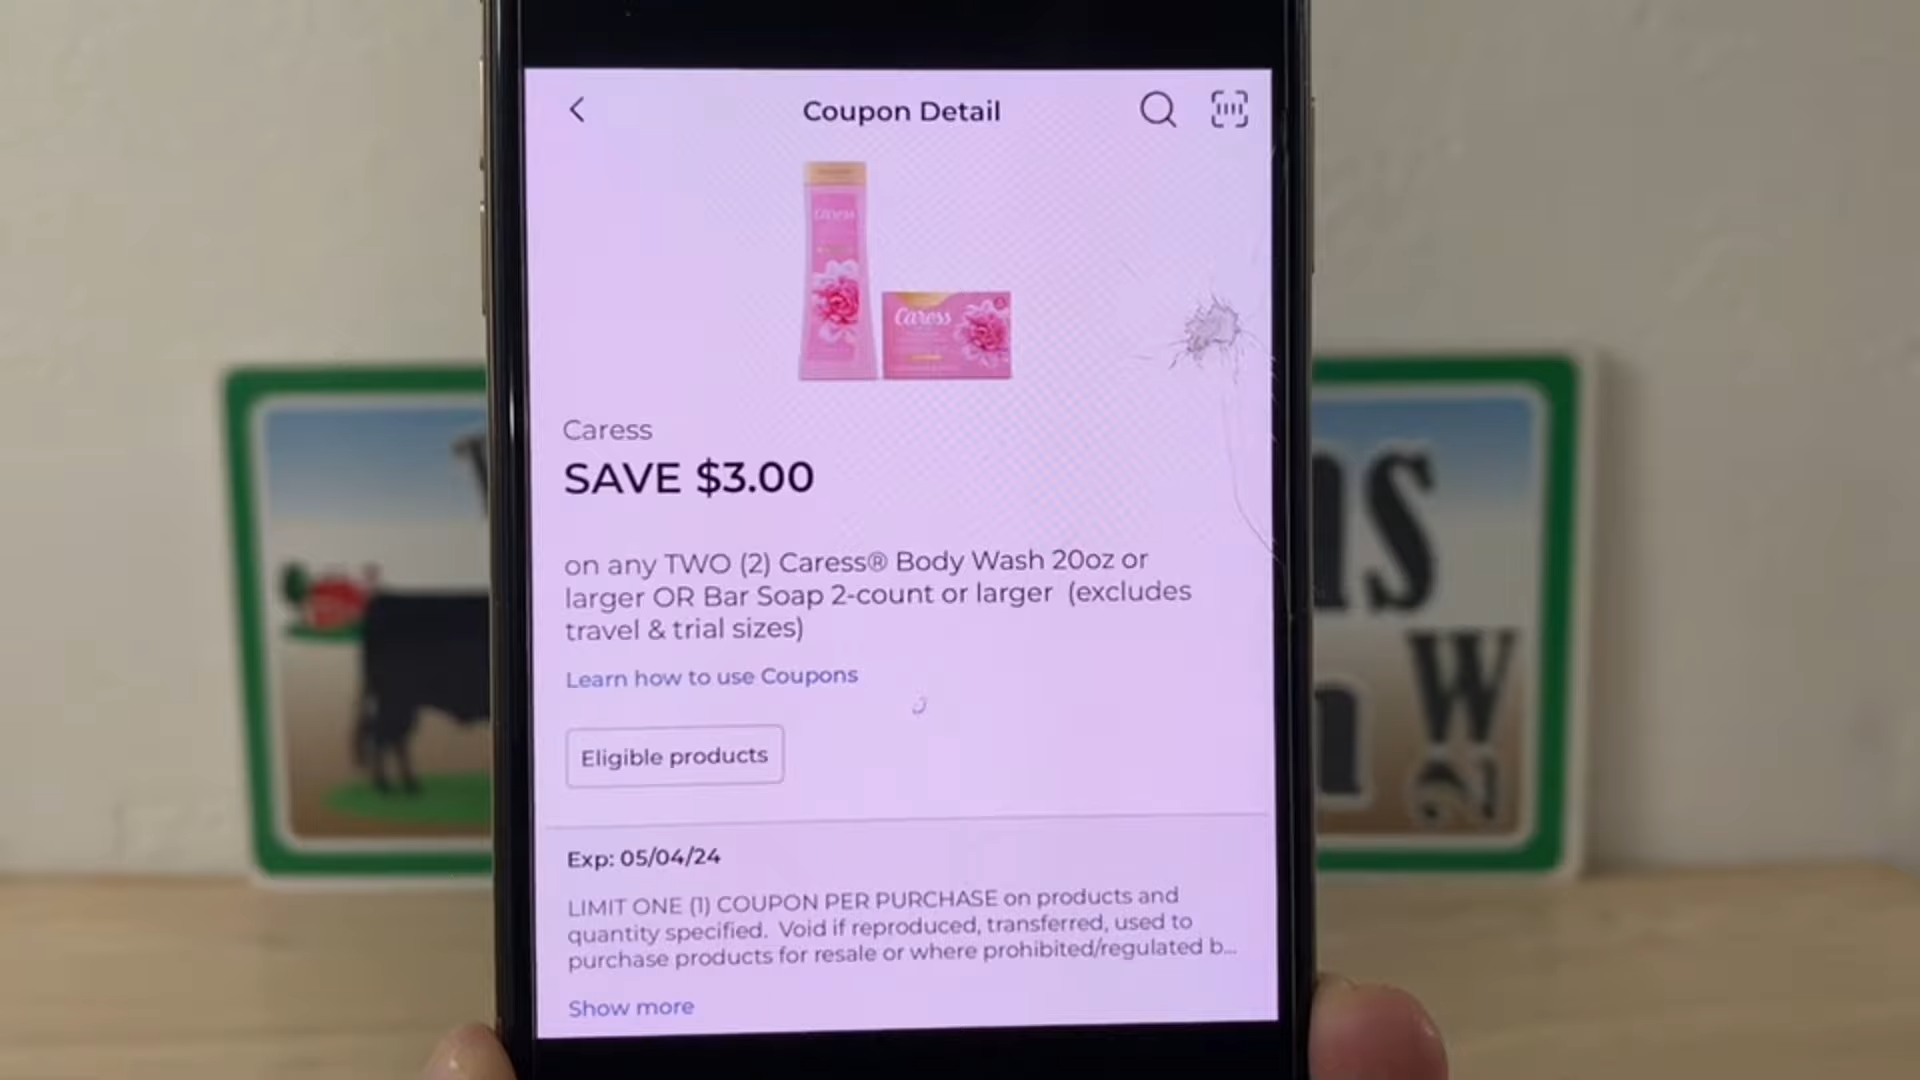 Coupon Detail
Caress
Caress
Caress
SAVE $3.00
on any TWO (2) Caress® Body Wash 20oz or
larger OR Bar Soap 2-count or larger (excludes
travel & trial sizes)
Learn how to use Coupons
Eligible products
Exp: 05/04/24
LIMIT ONE (1) COUPON PER PURCHASE on products and
quantity specified. Void if reproduced, transferred, used to
purchase products for resale or where prohibited/regulated b...
Show more